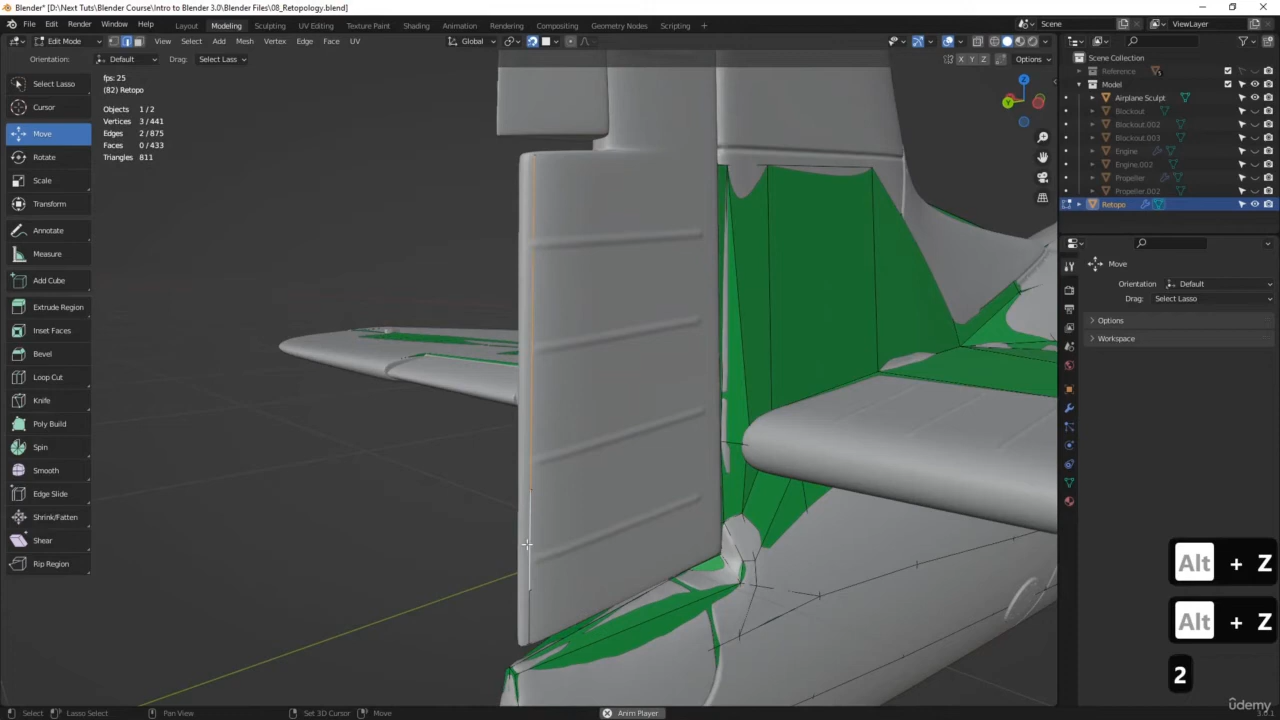 Blender* [D:\Next Tuts\Blender Course\Intro to Blender 3.0\Blender Files\08_Retopology.blend]
File Edit Render Window Help Layout Modeling Sculpting UV Editing Texture Paint Shading Animation Rendering Compositing Geometry Nodes Scripting Scene ViewLayer
Edit Mode View Select Add Mesh Vertex Edge Face UV Global
Orientation: Default Drag: Select Lasso X Y Z Options
fps: 25
(82) Retopo
Objects 1 / 2
Vertices 3 / 441
Edges 2 / 875
Faces 0 / 433
Triangles 811
Select Lasso
Cursor
Move
Rotate
Scale
Transform
Annotate
Measure
Add Cube
Extrude Region
Inset Faces
Bevel
Loop Cut
Knife
Poly Build
Spin
Smooth
Edge Slide
Shrink/Fatten
Shear
Rip Region
Z
Y
Scene Collection
Reference
Model
Airplane Sculpt
Blockout
Blockout.002
Blockout.003
Engine
Engine.002
Propeller
Propeller.002
Retopo
Move
Orientation Default
Drag: Select Lasso
Options
Workspace
Alt + Z
Alt + Z
2
Select Lasso Select Pan View Set 3D Cursor Move Anim Player
ûdemy